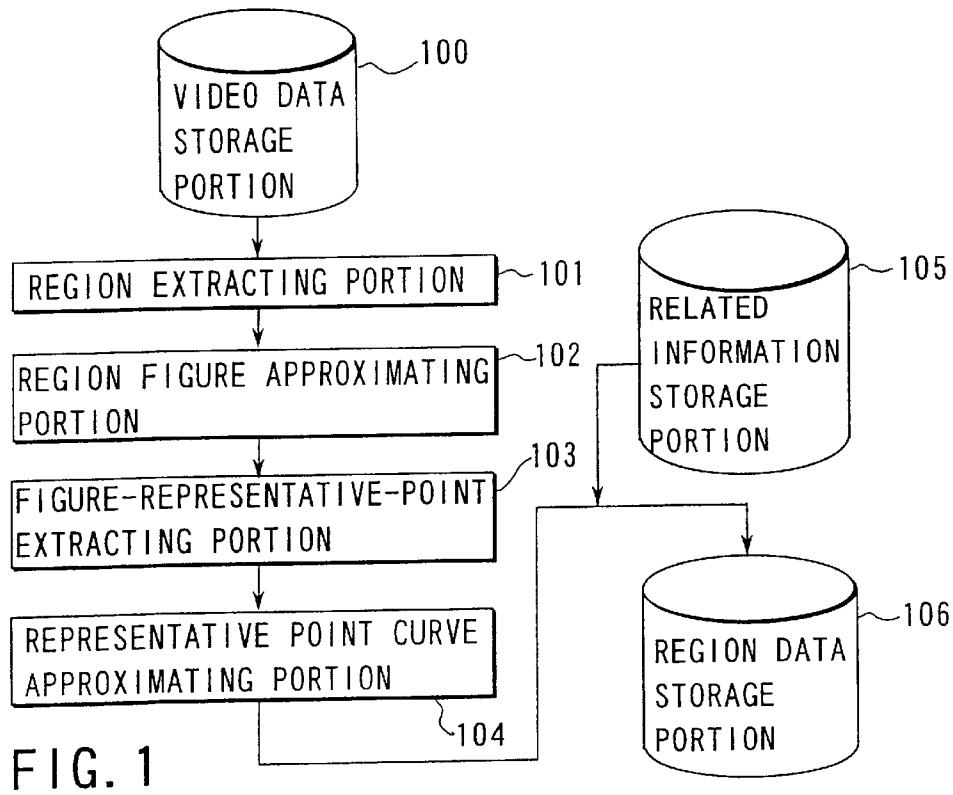 100
VIDEO DATA
STORAGE
PORTION
REGION EXTRACTING PORTION
101
REGION FIGURE APPROXIMATING
PORTION
102
FIGURE-REPRESENTATIVE-POINT
EXTRACTING PORTION
103
REPRESENTATIVE POINT CURVE
APPROXIMATING PORTION
104
RELATED
INFORMATION
STORAGE
PORTION
105
REGION DATA
STORAGE
PORTION
106
FIG. 1